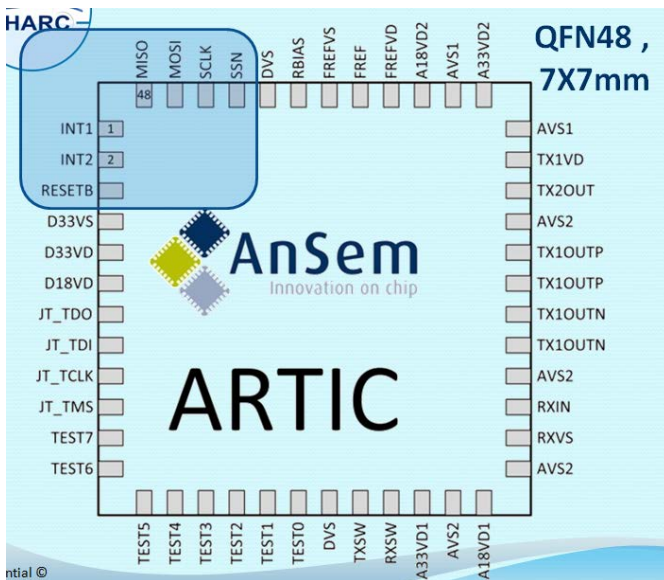 HARC
QFN48 ,
7X7mm
MISO
MOSI
SCLK
SSN
DVS
RBIAS
FREFVS
FREF
FREFVD
A18VD2
AVS1
A33VD2
48
INT1 1
INT2 2
RESETB
D33VS
D33VD
D18VD
JT_TDO
JT_TDI
JT_TCLK
JT_TMS
TEST7
TEST6
AnSem
Innovation on chip
ARTIC
AVS1
TX1VD
TX2OUT
AVS2
TX1OUTP
TX1OUTP
TX1OUTN
TX1OUTN
AVS2
RXIN
RXVS
AVS2
TEST5
TEST4
TEST3
TEST2
TEST1
TEST0
DVS
TXSW
RXSW
A33VD1
AVS2
A18VD1
ntial ©